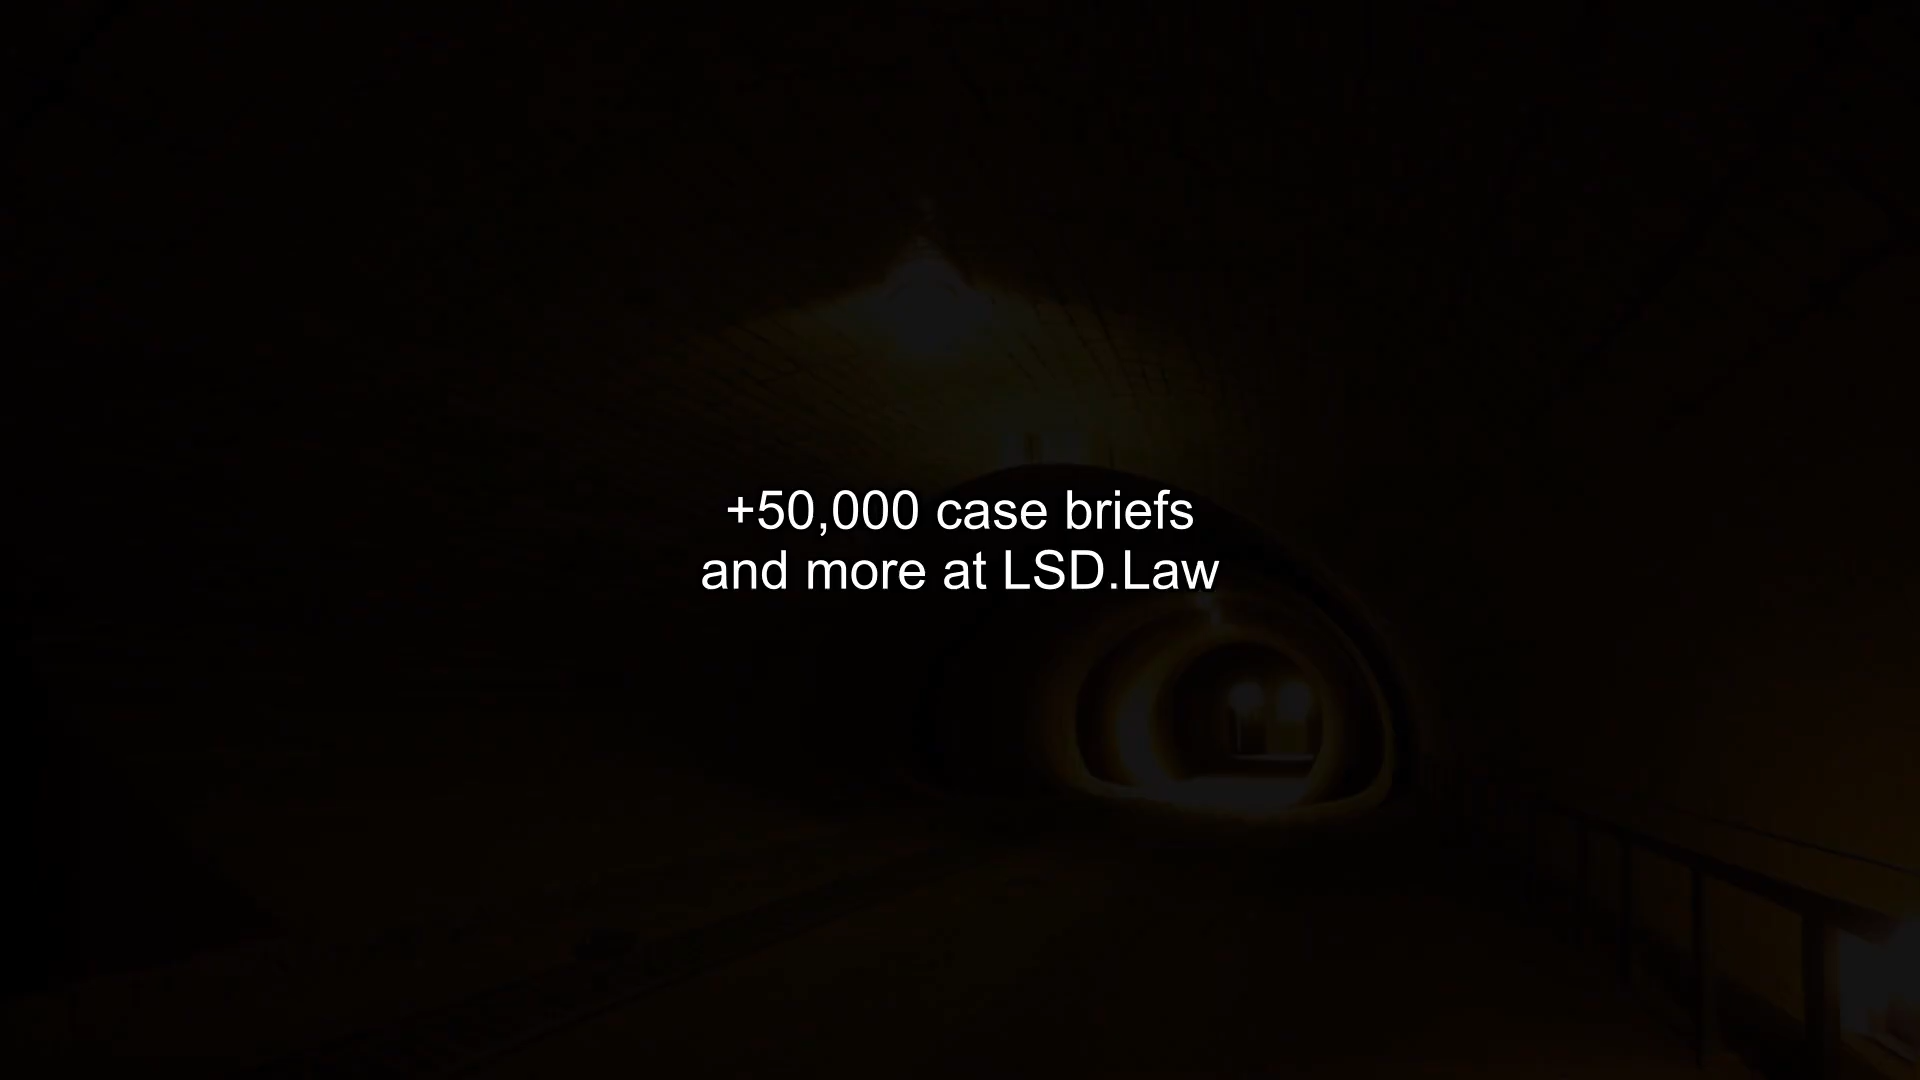 +50,000 case briefs
and more at LSD.Law